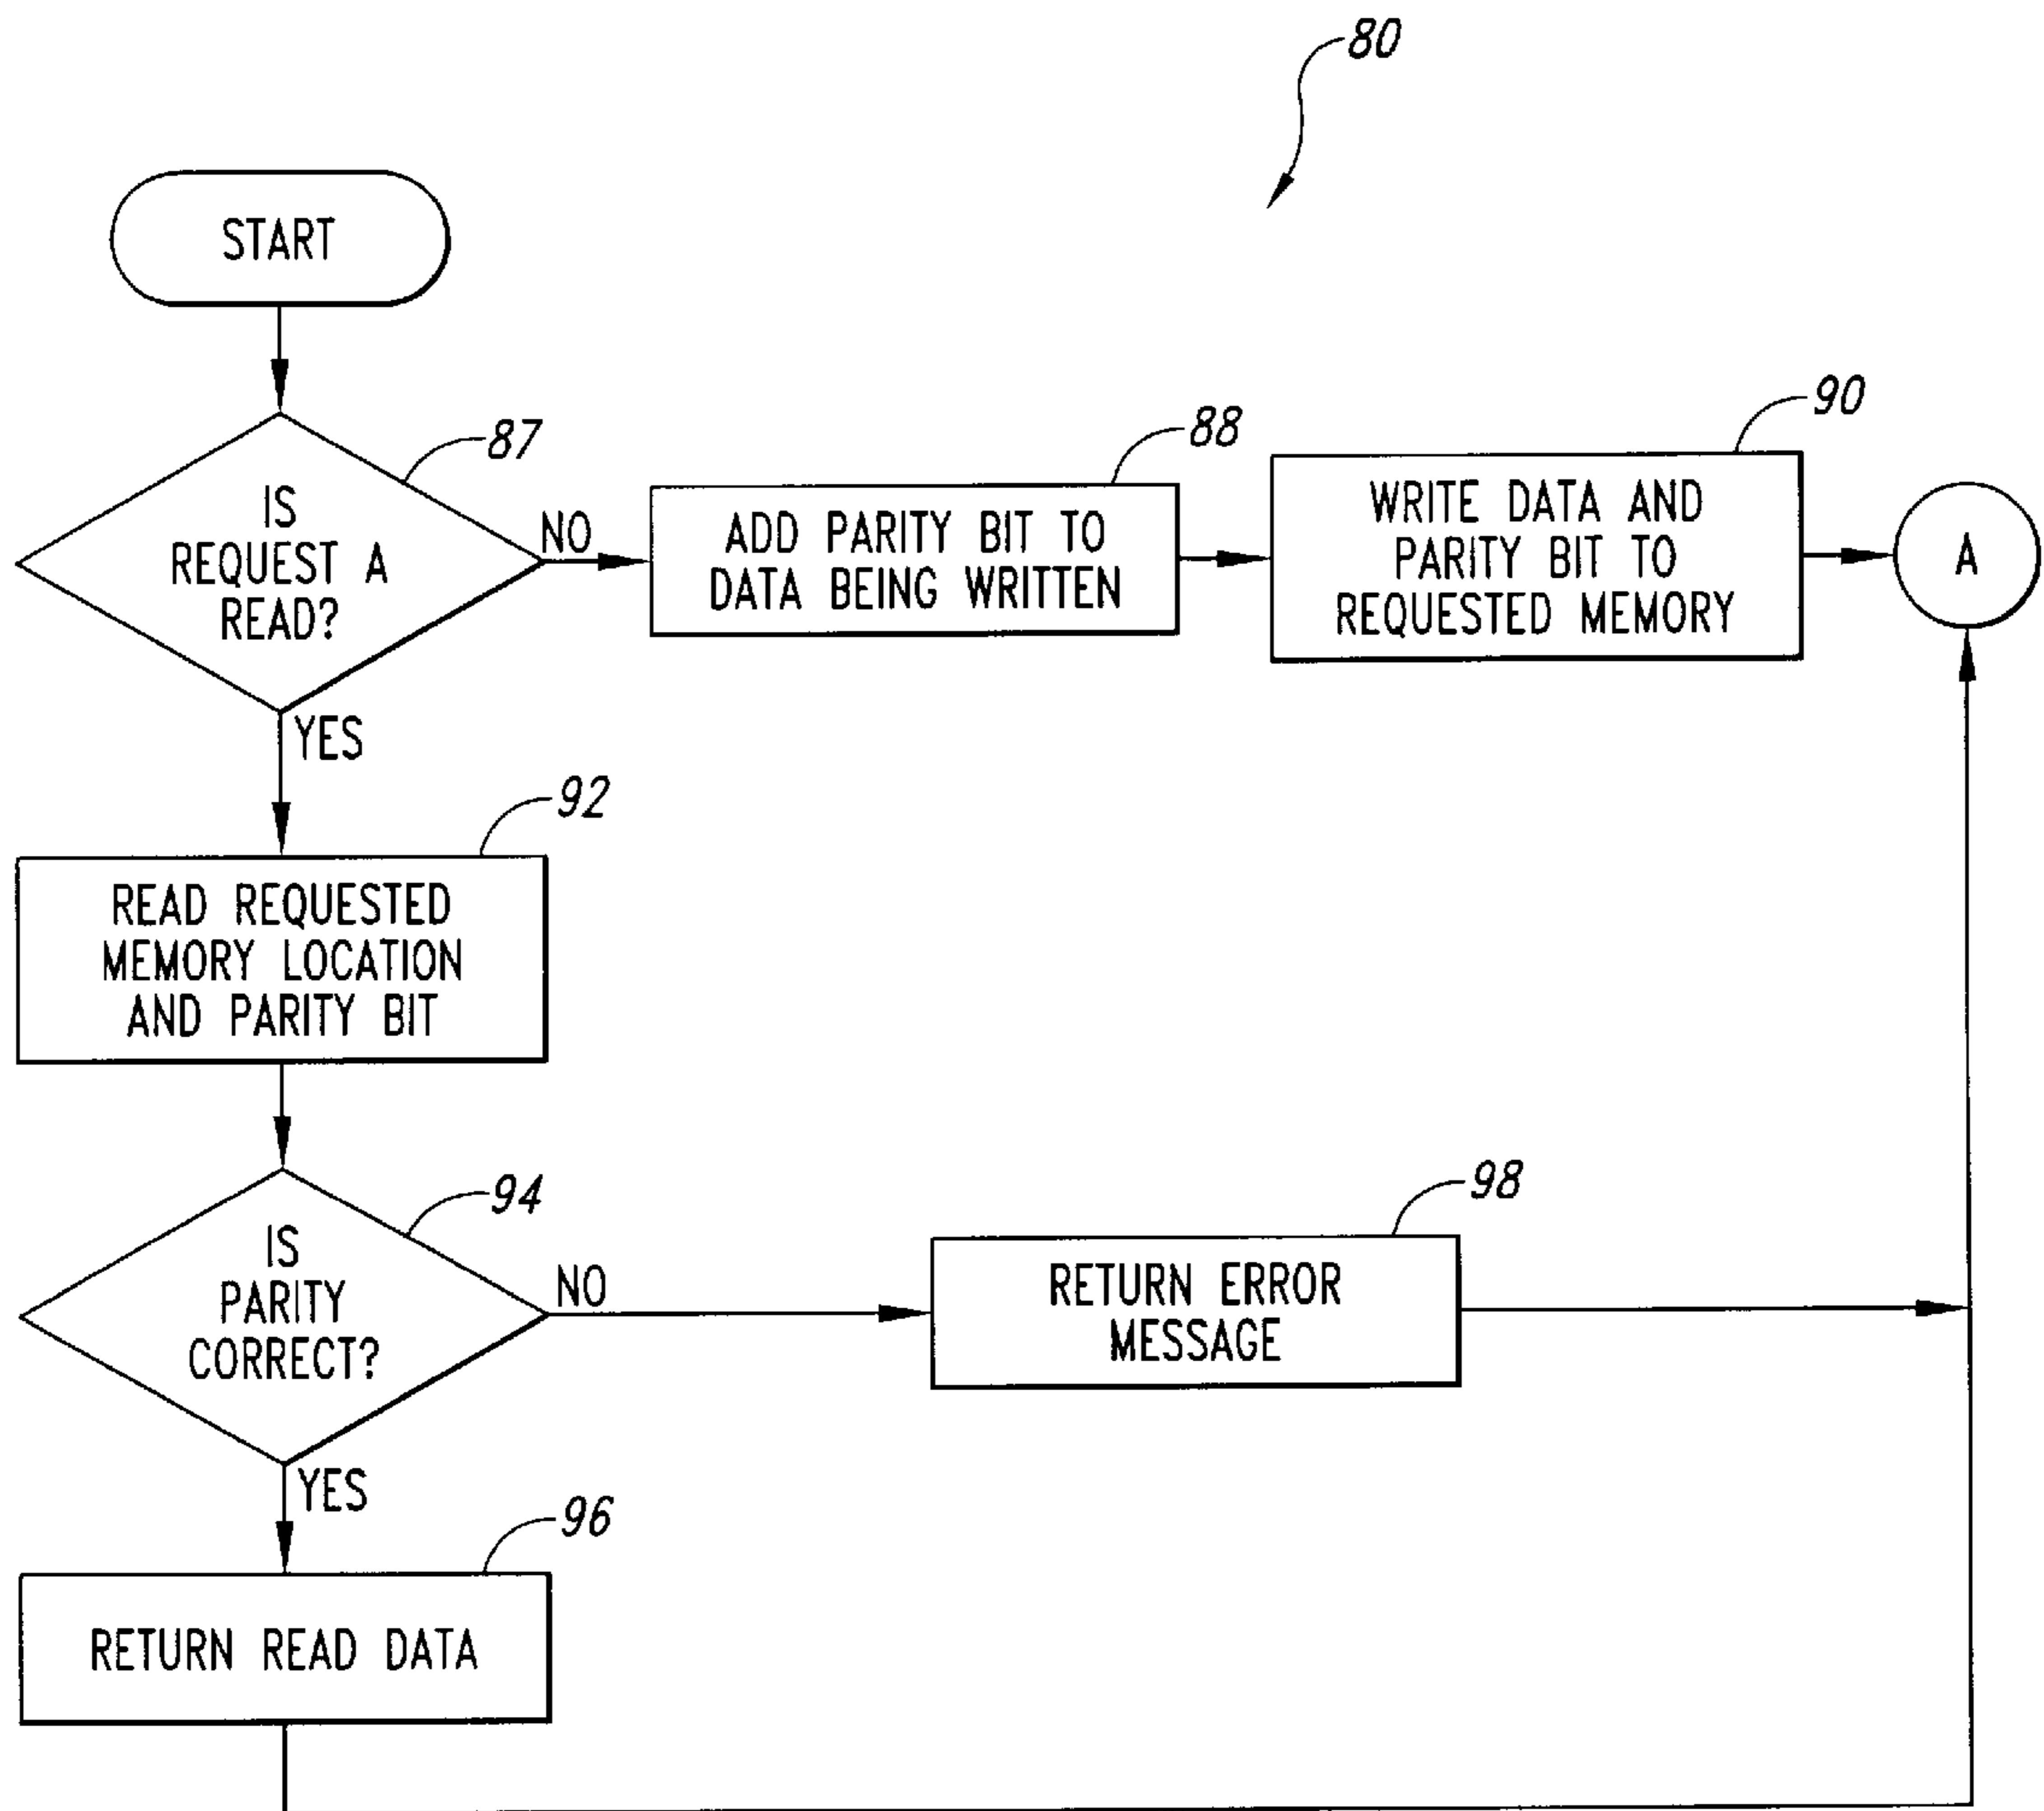 80
START
87
IS
REQUEST A
READ?
NO
88
ADD PARITY BIT TO
DATA BEING WRITTEN
90
WRITE DATA AND
PARITY BIT TO
REQUESTED MEMORY
A
YES
92
READ REQUESTED
MEMORY LOCATION
AND PARITY BIT
94
IS
PARITY
CORRECT?
NO
98
RETURN ERROR
MESSAGE
YES
96
RETURN READ DATA